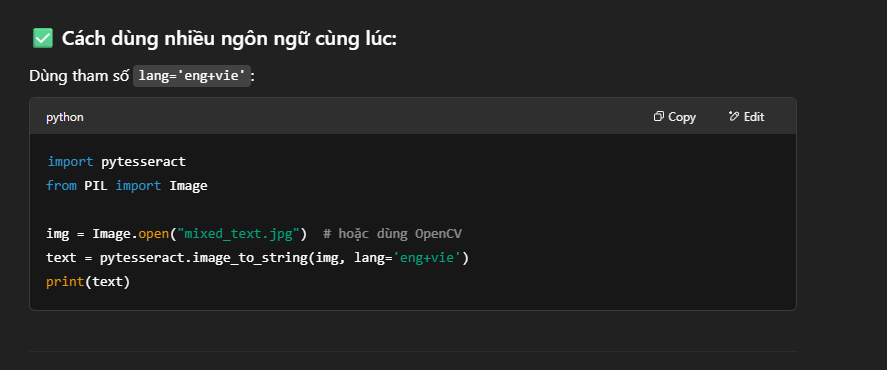 ✅ Cách dùng nhiều ngôn ngữ cùng lúc:
Dùng tham số lang='eng+vie':
python Copy Edit
import pytesseract
from PIL import Image
img = Image.open("mixed_text.jpg")  # hoặc dùng OpenCV
text = pytesseract.image_to_string(img, lang='eng+vie')
print(text)